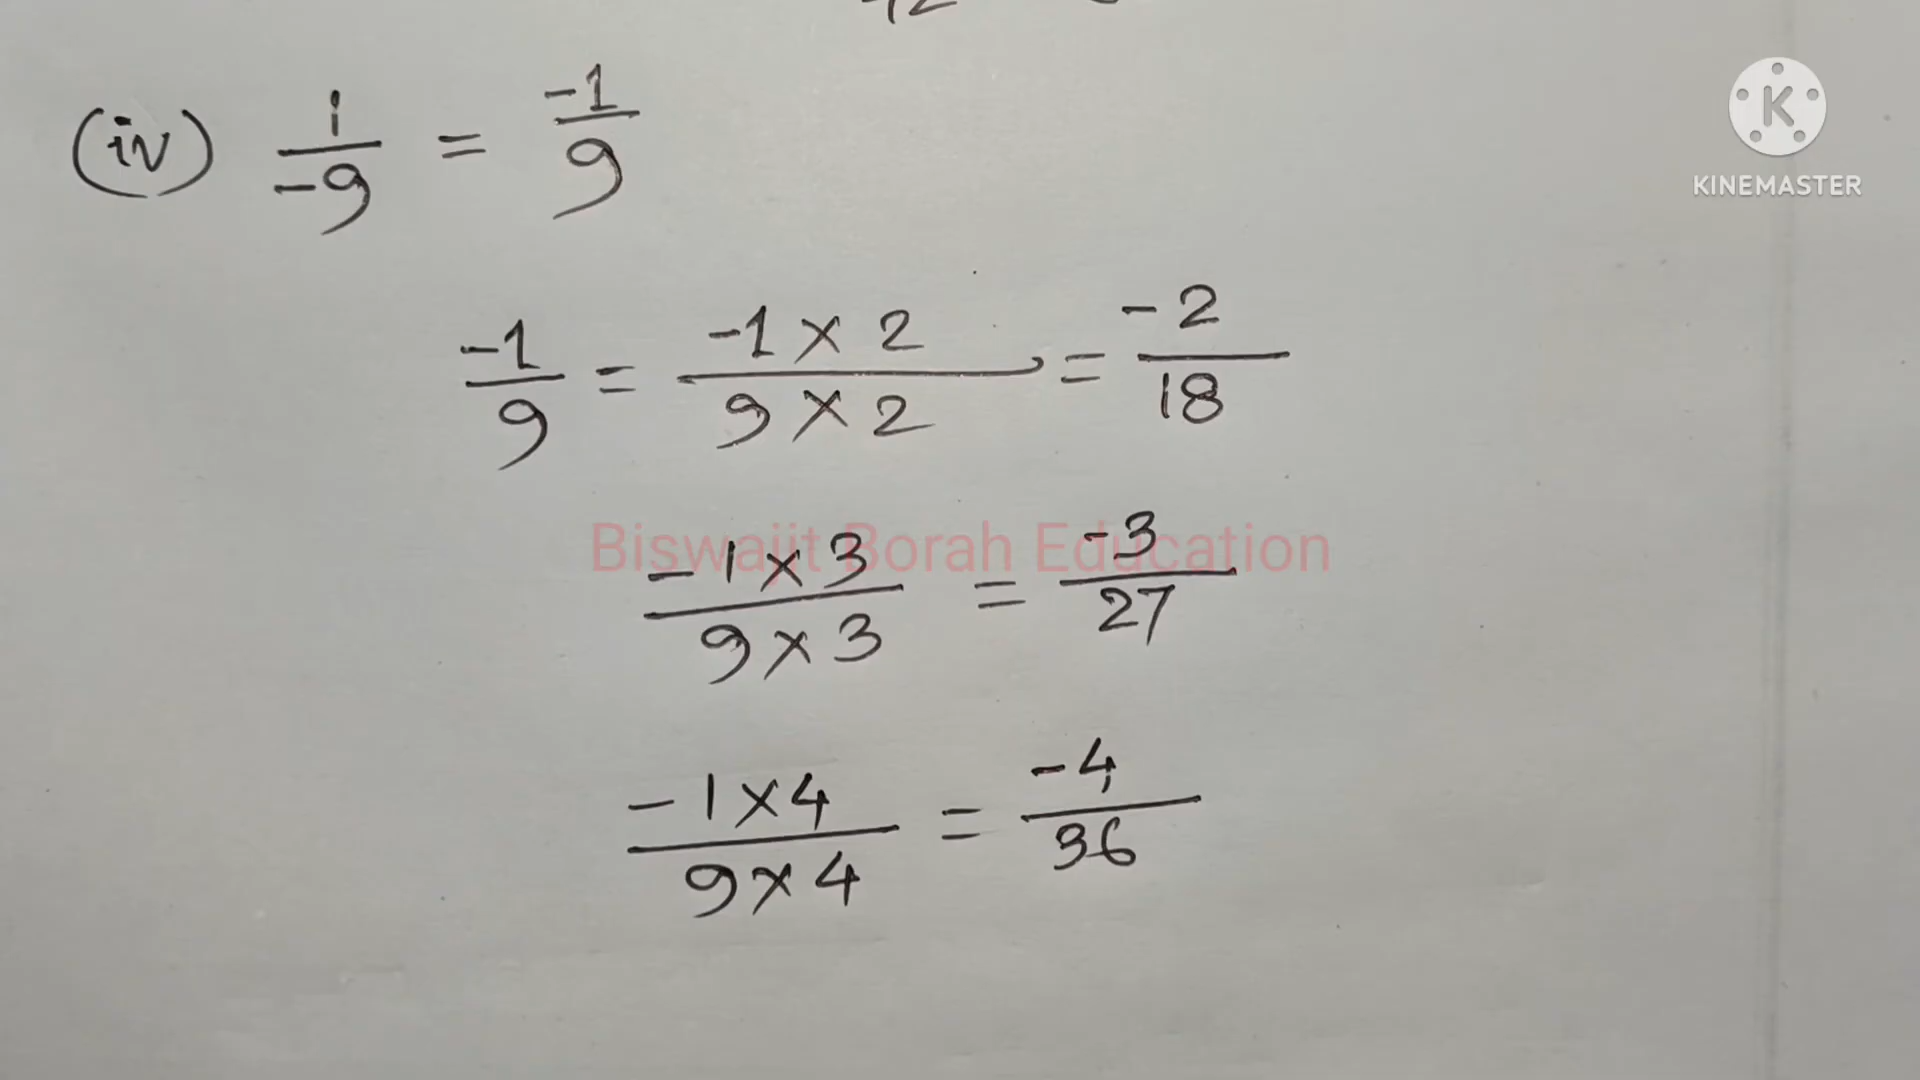 (iv) 1/-9 = -1/9
KINEMASTER
-1/9 = -1 × 2 / 9 × 2 = -2/18
Biswajit Borah Education
-1 × 3 / 9 × 3 = -3/27
-1 × 4 / 9 × 4 = -4/36